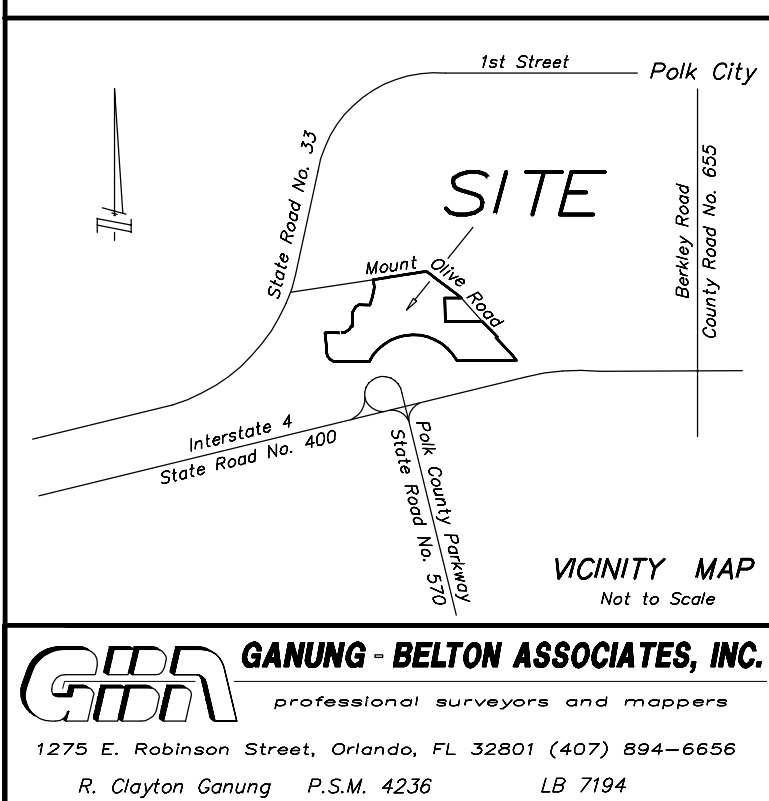 1st Street
Polk City
State Road No. 33
SITE
Berkley Road
County Road No. 655
Mount Olive Road
Interstate 4
State Road No. 400
Polk County Parkway
State Road No. 570
VICINITY MAP
Not to Scale
GBA
GANUNG - BELTON ASSOCIATES, INC.
professional surveyors and mappers
1275 E. Robinson Street, Orlando, FL 32801 (407) 894-6656
R. Clayton Ganung P.S.M. 4236 LB 7194